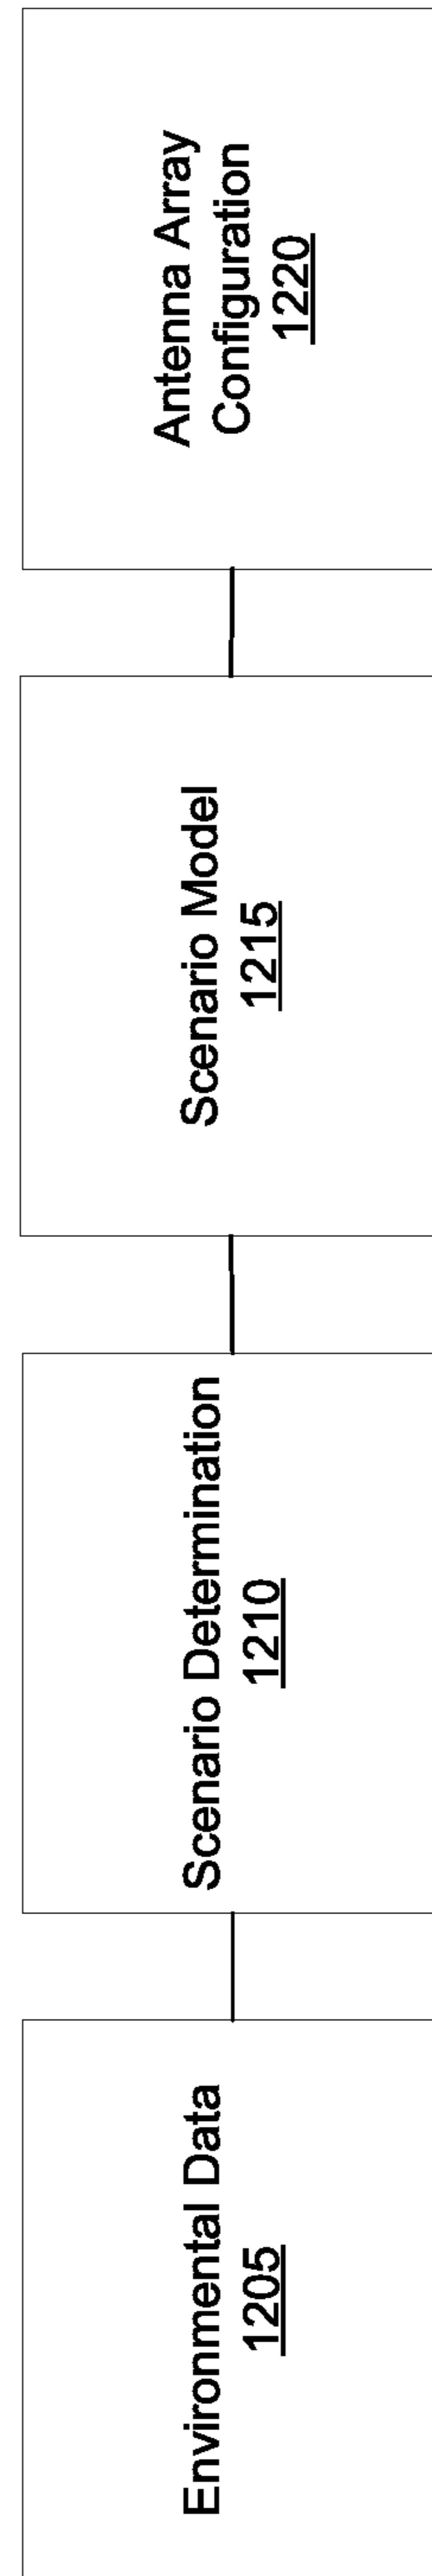 Environmental Data
1205
Scenario Determination
1210
Scenario Model
1215
Antenna Array
Configuration
1220